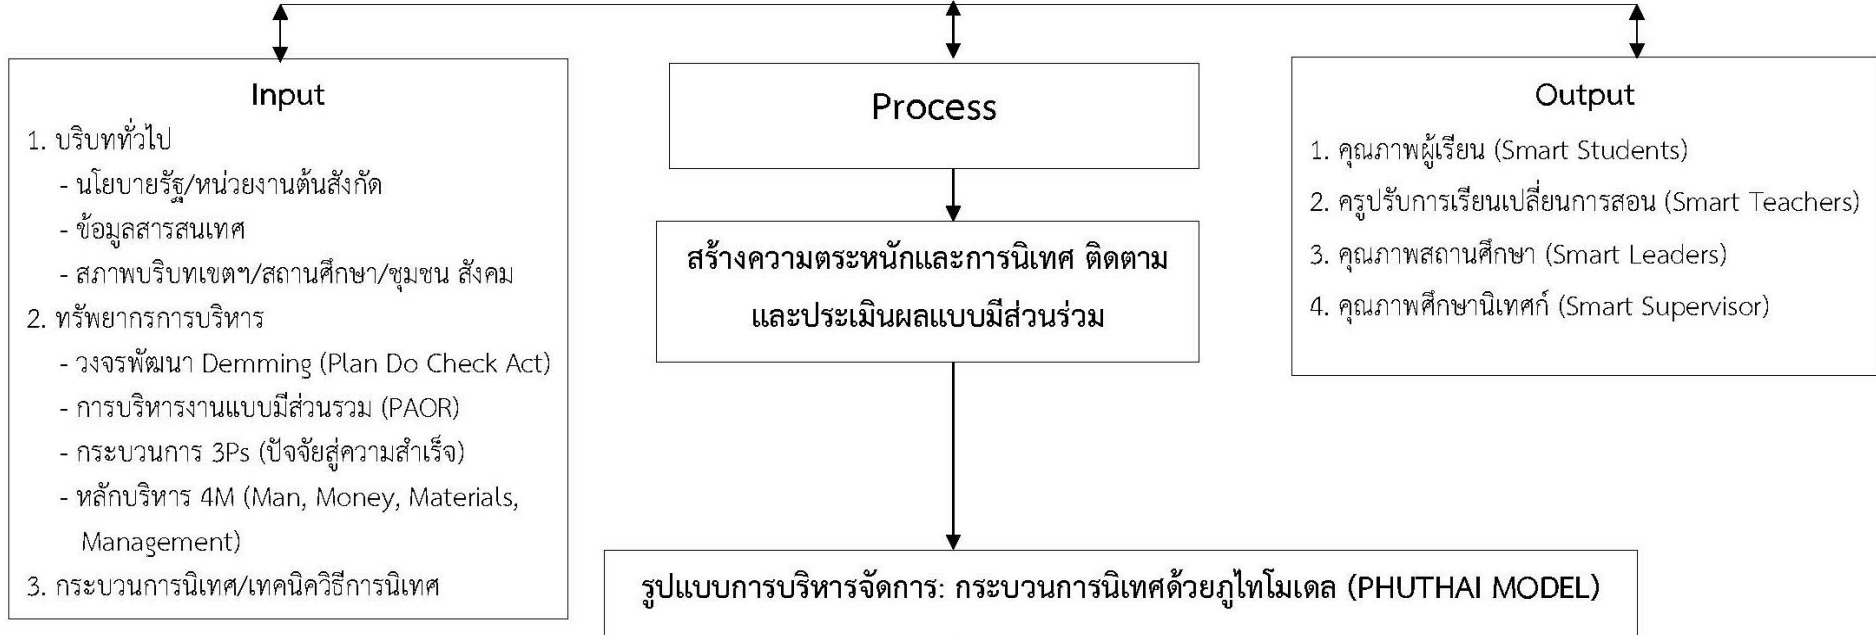 Input
1. บริบททั่วไป
- นโยบายรัฐ/หน่วยงานต้นสังกัด
- ข้อมูลสารสนเทศ
- สภาพบริบทเขตฯ/สถานศึกษา/ชุมชน สังคม
2. ทรัพยากรการบริหาร
- วงจรพัฒนา Demming (Plan Do Check Act)
- การบริหารงานแบบมีส่วนรวม (PAOR)
- กระบวนการ 3Ps (ปัจจัยสู่ความสำเร็จ)
- หลักบริหาร 4M (Man, Money, Materials,
Management)
3. กระบวนการนิเทศ/เทคนิควิธีการนิเทศ
Process
สร้างความตระหนักและการนิเทศ ติดตาม
และประเมินผลแบบมีส่วนร่วม
รูปแบบการบริหารจัดการ: กระบวนการนิเทศด้วยภูไทโมเดล (PHUTHAI MODEL)
Output
1. คุณภาพผู้เรียน (Smart Students)
2. ครูปรับการเรียนเปลี่ยนการสอน (Smart Teachers)
3. คุณภาพสถานศึกษา (Smart Leaders)
4. คุณภาพศึกษานิเทศก์ (Smart Supervisor)